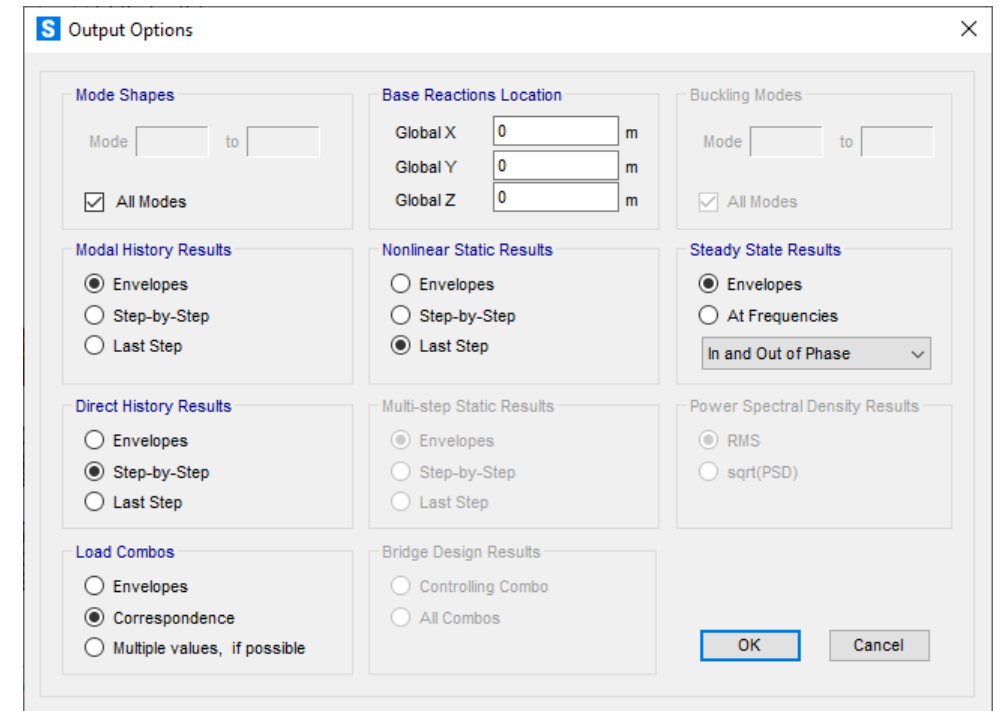 S Output Options
Mode Shapes
Mode to
All Modes
Base Reactions Location
Global X 0 m
Global Y 0 m
Global Z 0 m
Buckling Modes
Mode to
All Modes
Modal History Results
Envelopes
Step-by-Step
Last Step
Nonlinear Static Results
Envelopes
Step-by-Step
Last Step
Steady State Results
Envelopes
At Frequencies
In and Out of Phase
Direct History Results
Envelopes
Step-by-Step
Last Step
Multi-step Static Results
Envelopes
Step-by-Step
Last Step
Power Spectral Density Results
RMS
sqrt(PSD)
Load Combos
Envelopes
Correspondence
Multiple values, if possible
Bridge Design Results
Controlling Combo
All Combos
OK Cancel